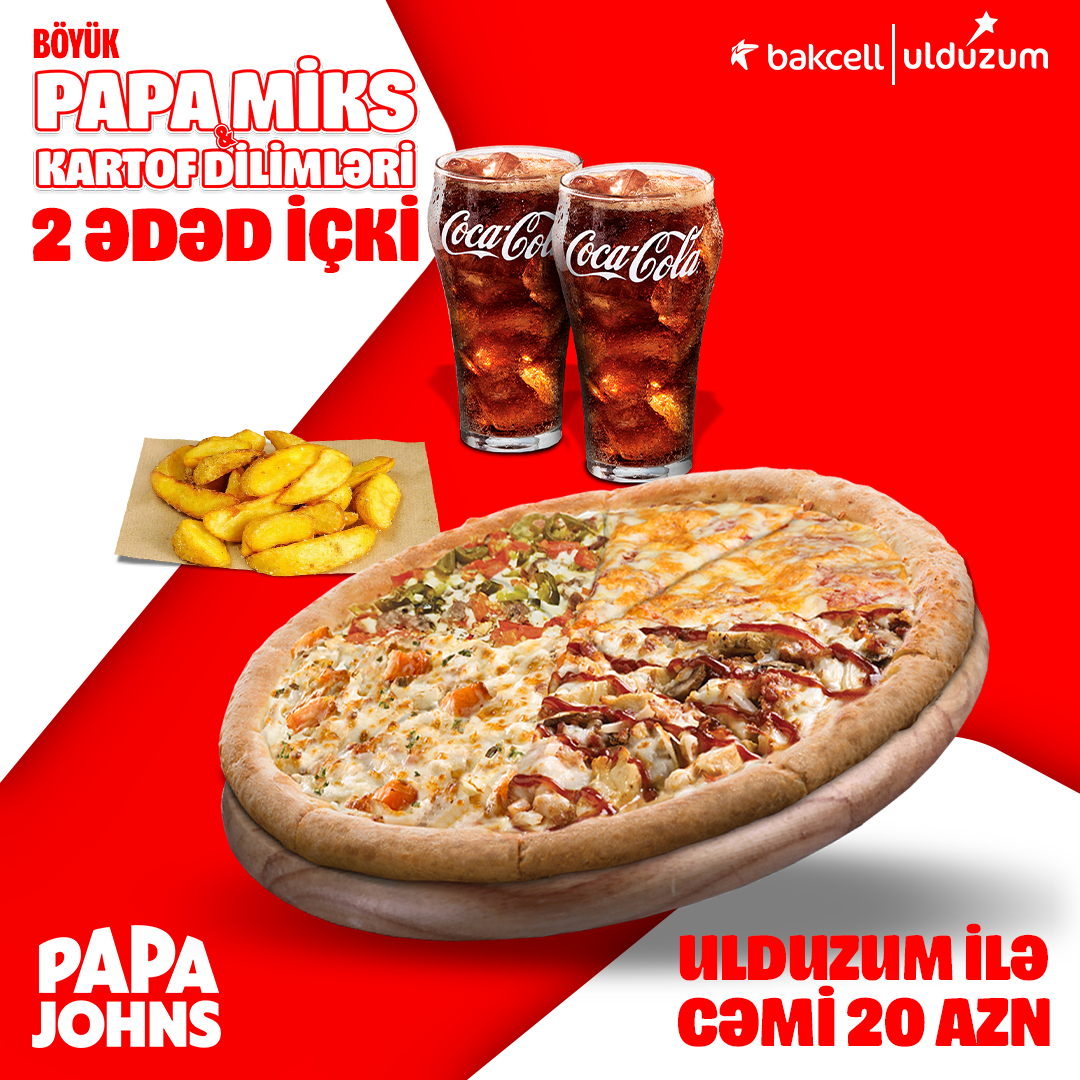 BÖYÜK
PAPA MİKS
&
KARTOF DİLİMLƏRİ
2 ƏDƏD İÇKİ
bakcell | ulduzum
Coca-Col
Coca-Cola
PAPA
JOHNS
ULDUZUM İLƏ
CƏMİ 20 AZN